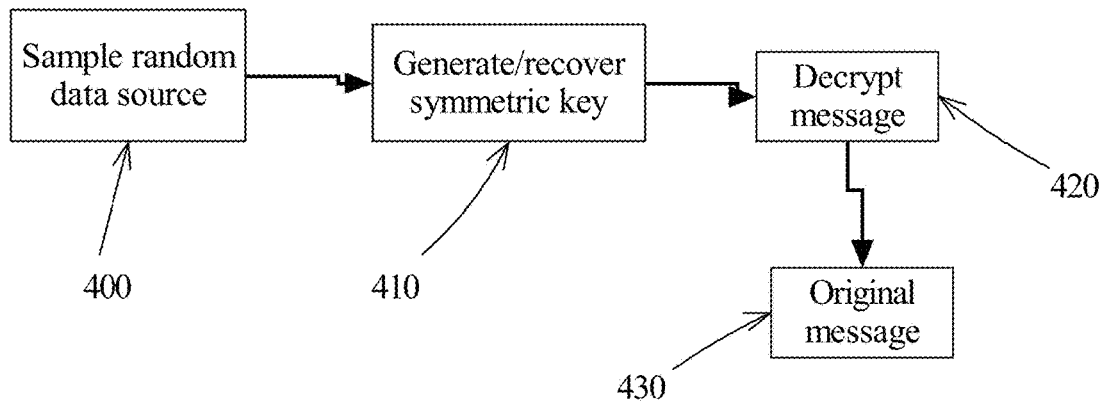 Sample random
data source
Generate/recover
symmetric key
Decrypt
message
400
410
420
Original
message
430